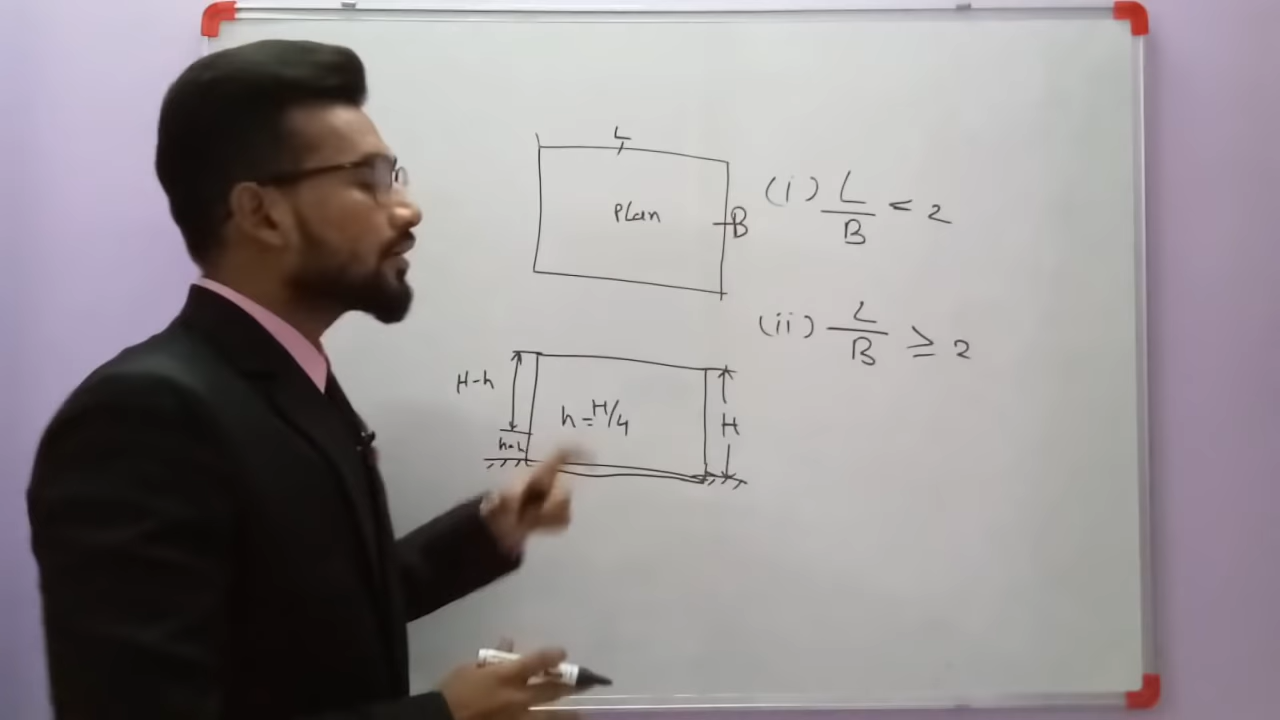 L
Plan
B
(i) L/B < 2
(ii) L/B ≥ 2
H-h
h=H/4
H